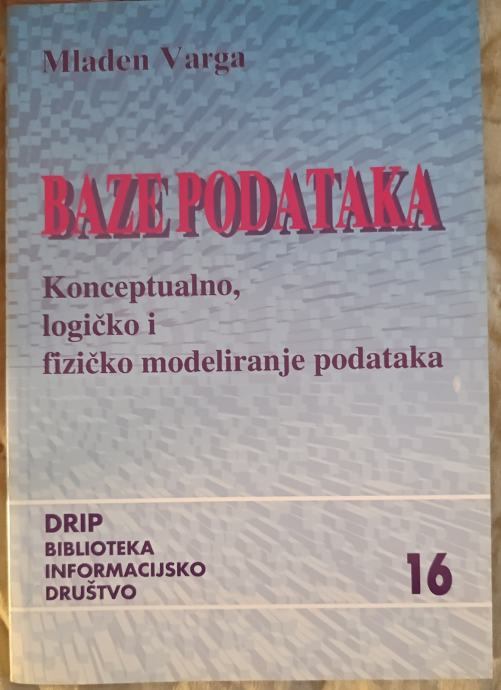 Mladen Varga
BAZE PODATAKA
Konceptualno,
logičko i
fizičko modeliranje podataka
DRIP
BIBLIOTEKA
INFORMACIJSKO
DRUŠTVO
16